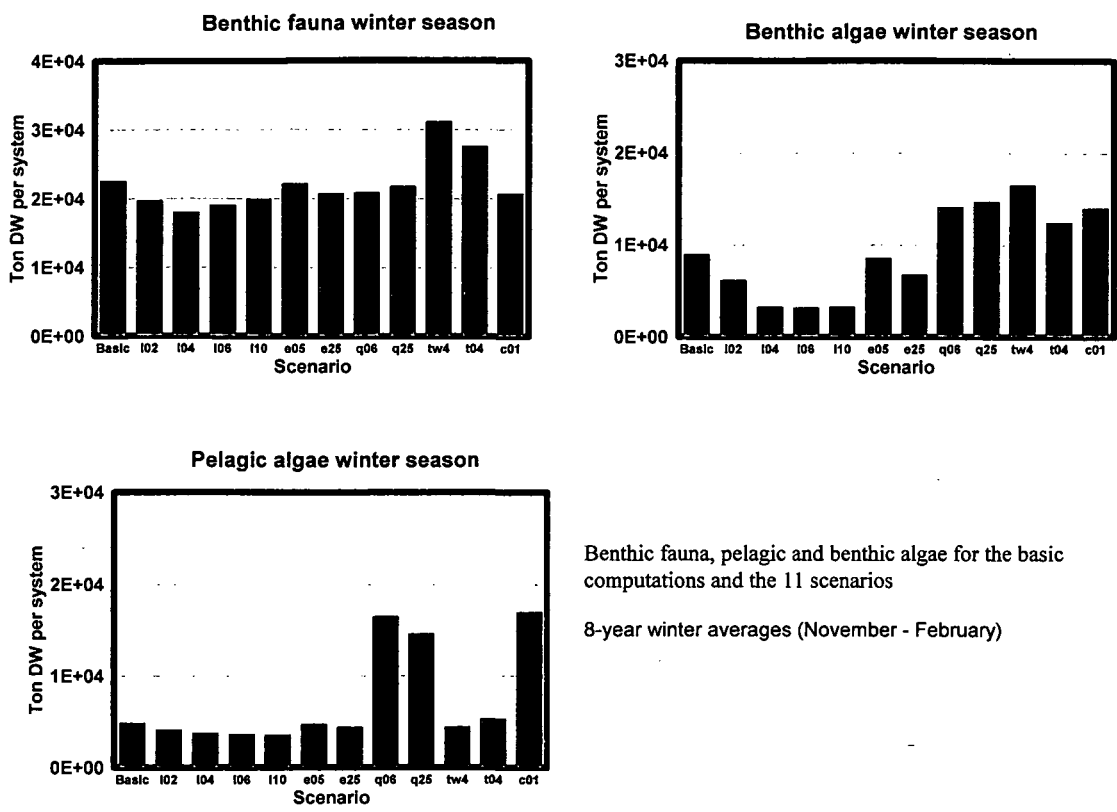 Benthic fauna winter season
4E+04
3E+04
2E+04
1E+04
0E+00
Ton DW per system
Basic l02 l04 l06 l10 e05 e25 q06 q25 tw4 t04 c01
Scenario
Benthic algae winter season
3E+04
2E+04
1E+04
0E+00
Ton DW per system
Basic l02 l04 l06 l10 e05 e25 q06 q25 tw4 t04 c01
Scenario
Pelagic algae winter season
3E+04
2E+04
1E+04
0E+00
Ton DW per system
Basic l02 l04 l06 l10 e05 e25 q06 q25 tw4 t04 c01
Scenario
Benthic fauna, pelagic and benthic algae for the basic
computations and the 11 scenarios
8-year winter averages (November - February)